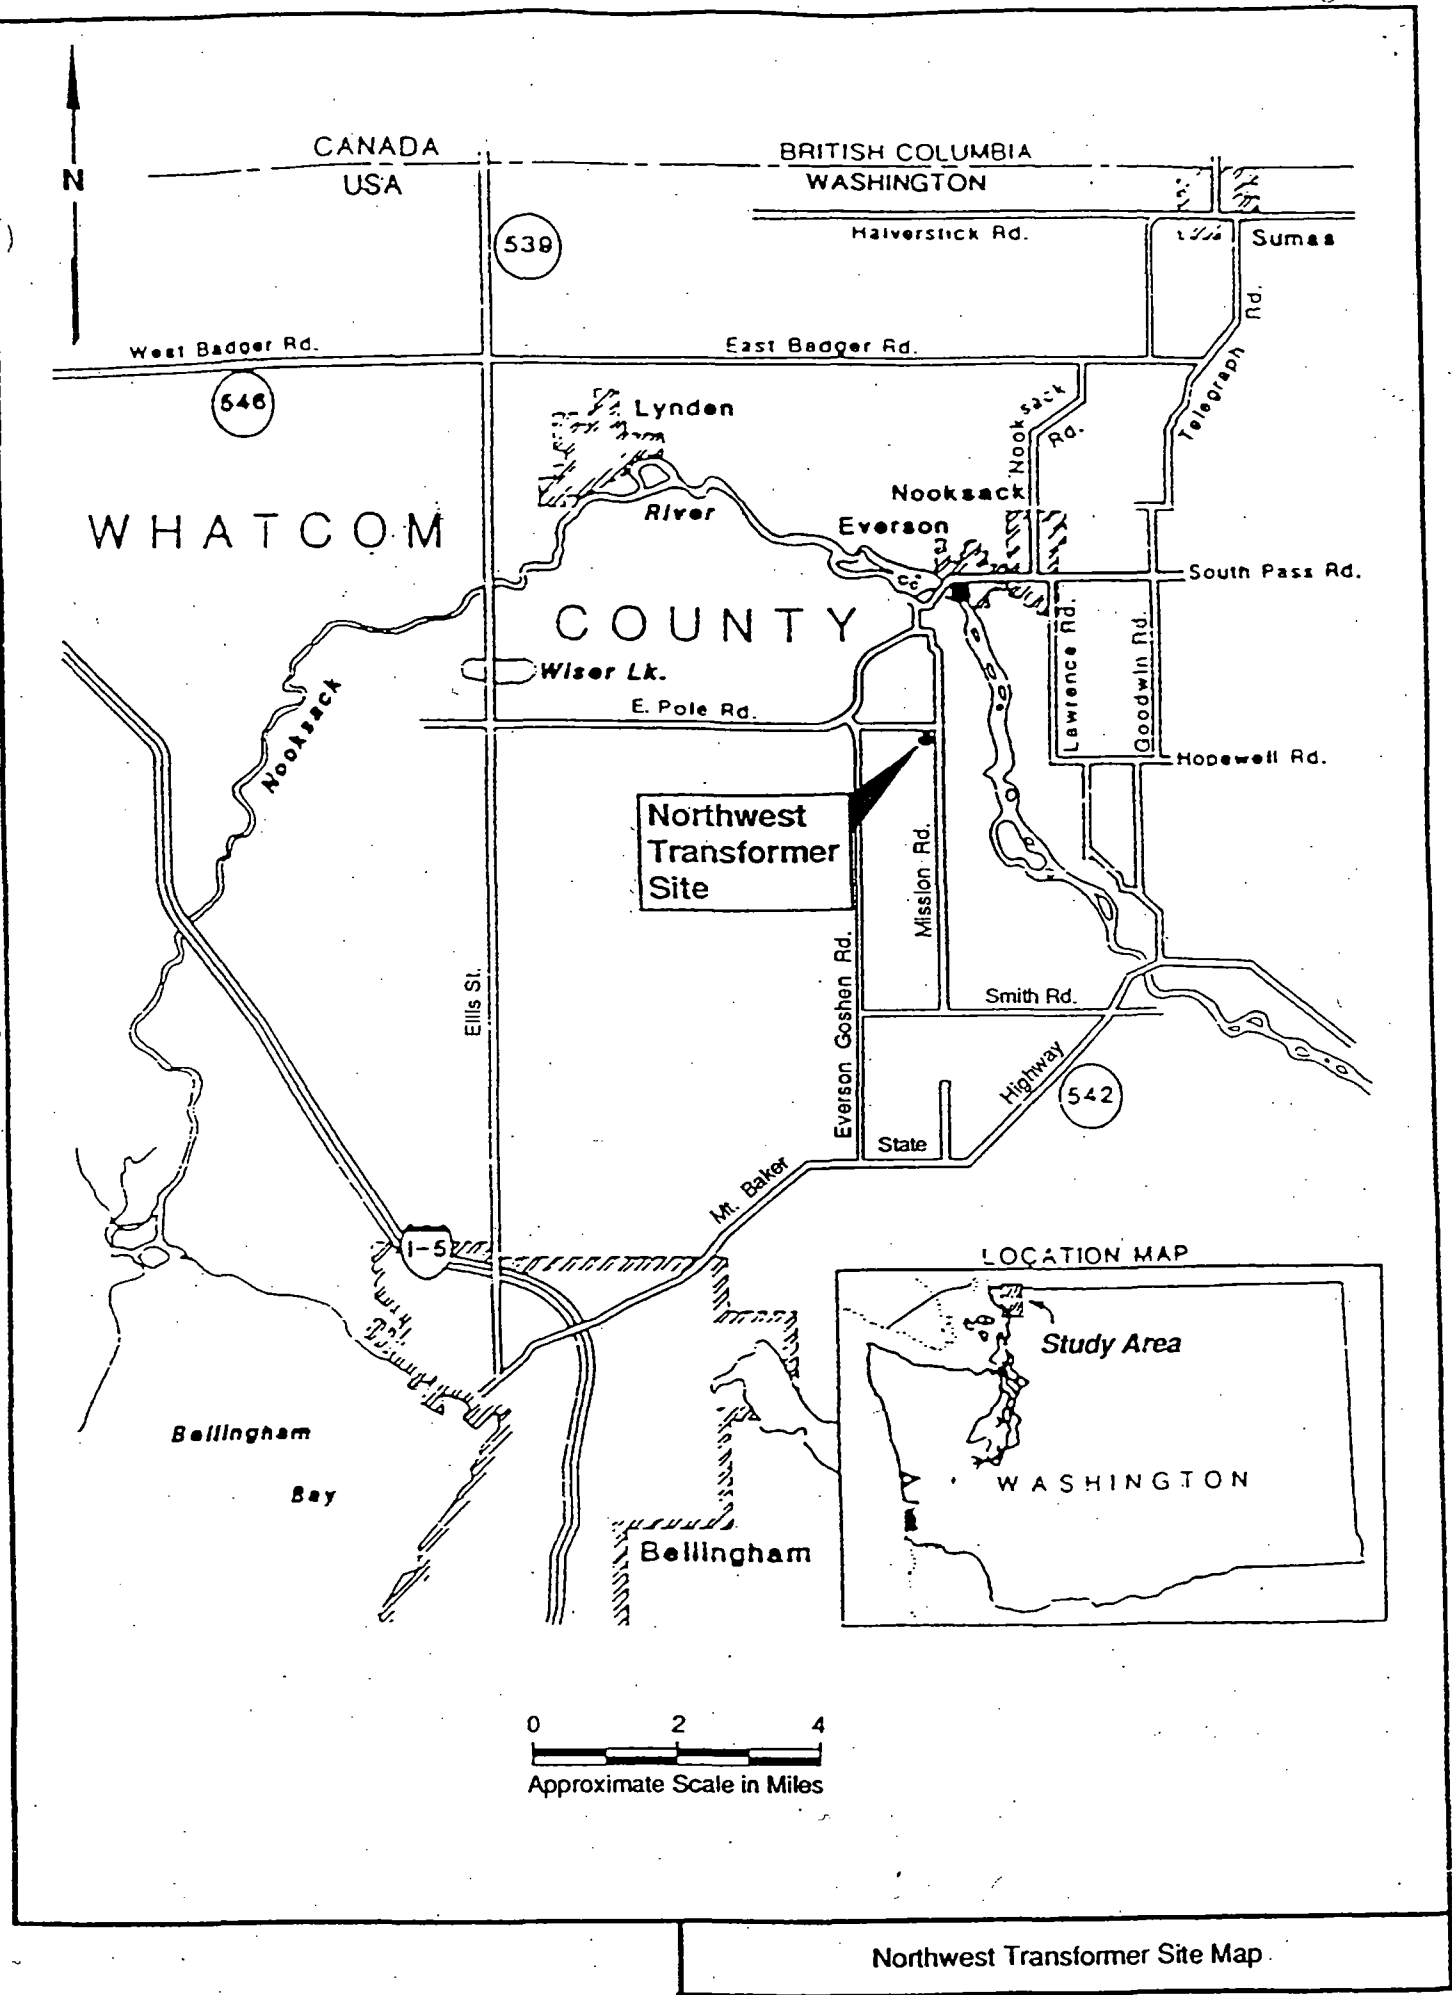 CANADA
BRITISH COLUMBIA
N
USA
WASHINGTON
Halverstick Rd.
Sumas
539
Rd.
Telegraph
West Badger Rd.
East Badger Rd.
546
Lynden
Nooksack
Rd.
Nooksack
WHATCOM
River
Everson
South Pass Rd.
COUNTY
Lawrence Rd.
Goodwin Rd.
Wiser Lk.
Nooksack
E. Pole Rd.
Hopewell Rd.
Northwest
Transformer
Site
Mission Rd.
Everson Goshen Rd.
Ellis St.
Smith Rd.
Highway
542
State
Mt. Baker
I-5
LOCATION MAP
Study Area
WASHINGTON
Bellingham
Bay
Bellingham
0 2 4
Approximate Scale in Miles
Northwest Transformer Site Map